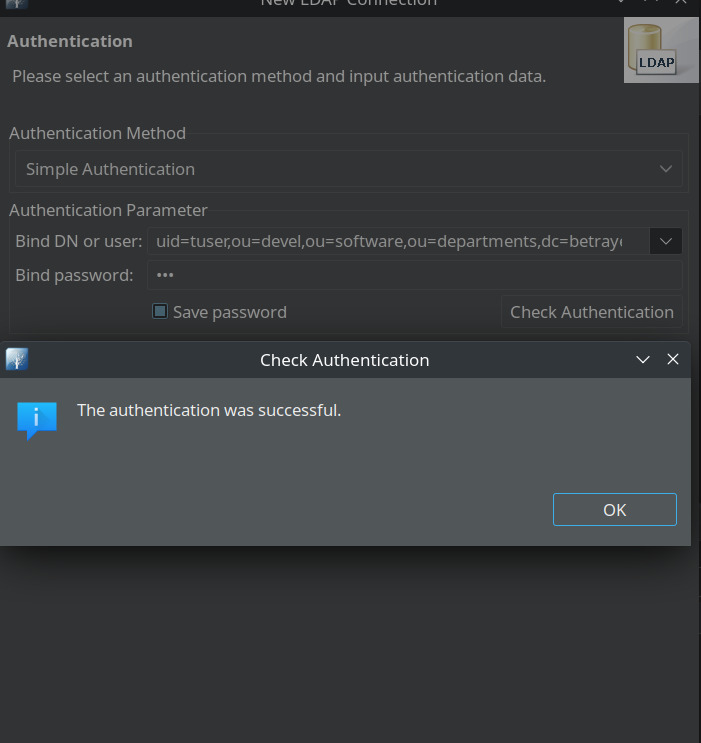 New LDAP Connection
Authentication
Please select an authentication method and input authentication data.
LDAP
Authentication Method
Simple Authentication
Authentication Parameter
Bind DN or user: uid=tuser,ou=devel,ou=software,ou=departments,dc=betray
Bind password: •••
Save password
Check Authentication
Check Authentication
The authentication was successful.
OK